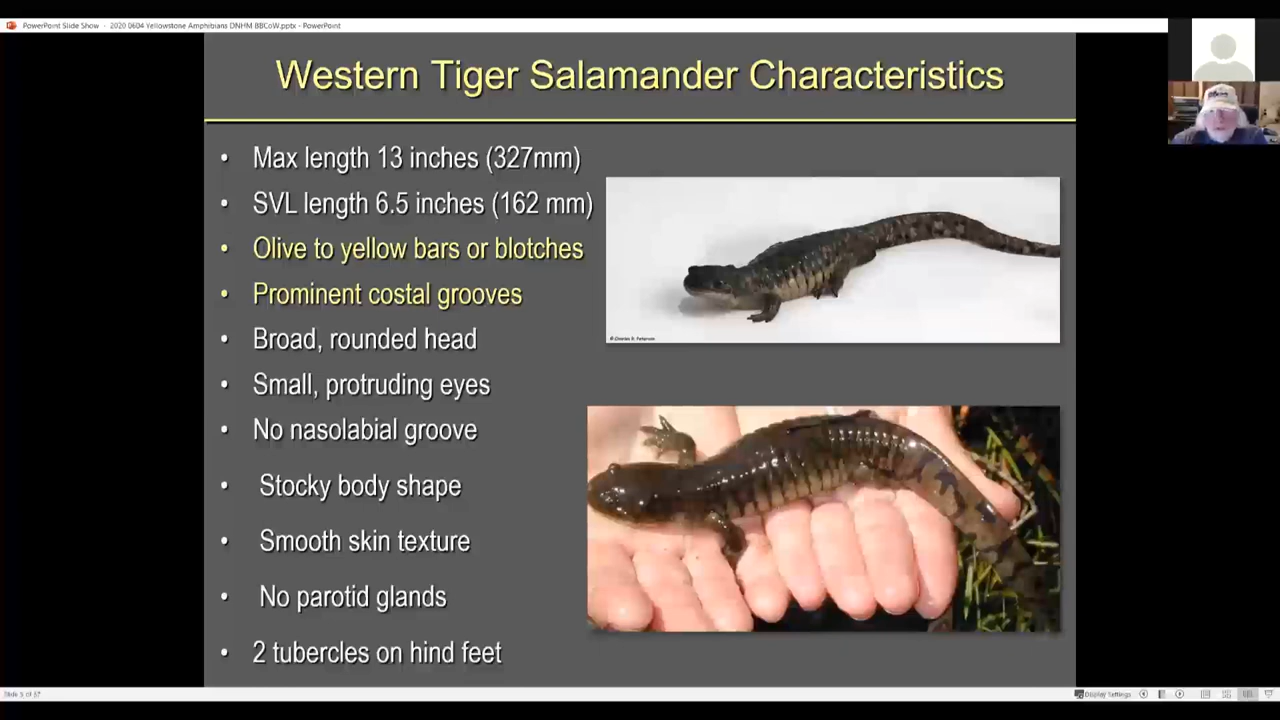 PowerPoint Slide Show - 2020 0604 Yellowstone Amphibians DNHM BBCoW.pptx - PowerPoint
Western Tiger Salamander Characteristics
• Max length 13 inches (327mm)
• SVL length 6.5 inches (162 mm)
• Olive to yellow bars or blotches
• Prominent costal grooves
• Broad, rounded head
• Small, protruding eyes
• No nasolabial groove
• Stocky body shape
• Smooth skin texture
• No parotid glands
• 2 tubercles on hind feet
© Charles R. Peterson
Display Settings